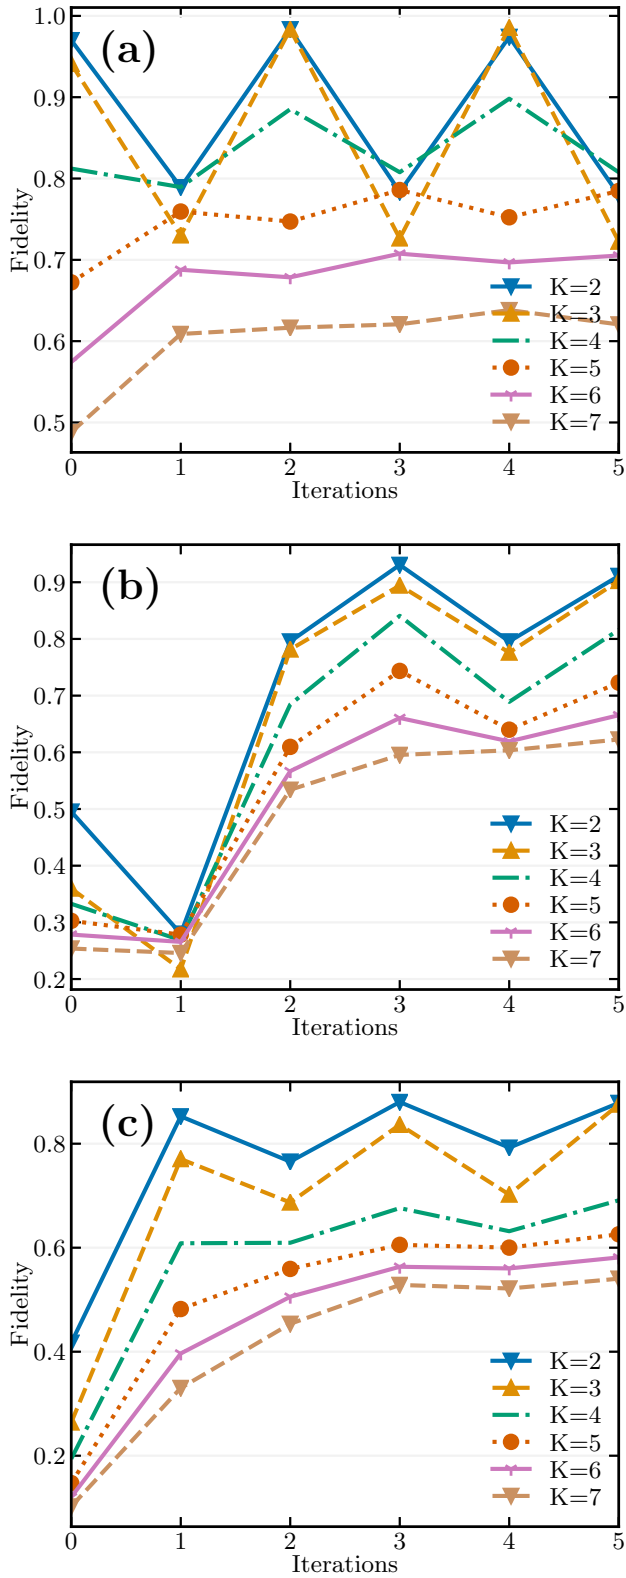 (a)
1.0
0.9
0.8
0.7
0.6
0.5
Fidelity
K=2
K=3
K=4
K=5
K=6
K=7
0 1 2 3 4 5
Iterations
(b)
0.9
0.8
0.7
0.6
0.5
0.4
0.3
0.2
Fidelity
K=2
K=3
K=4
K=5
K=6
K=7
0 1 2 3 4 5
Iterations
(c)
0.8
0.6
0.4
0.2
Fidelity
K=2
K=3
K=4
K=5
K=6
K=7
0 1 2 3 4 5
Iterations